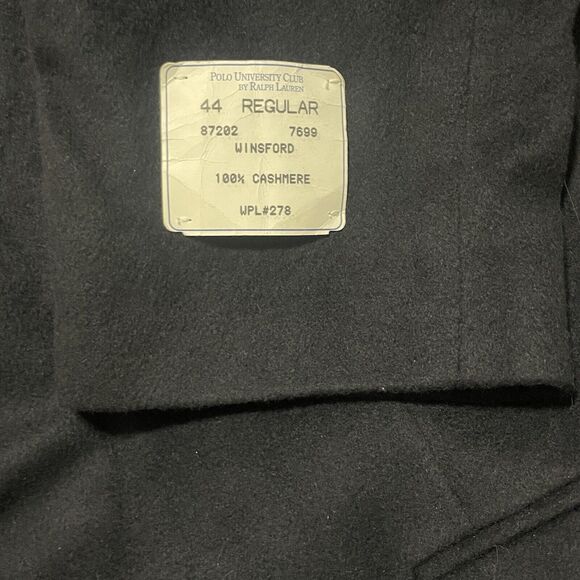 POLO UNIVERSITY CLUB
BY RALPH LAUREN
44 REGULAR
87202 7699
WINSFORD
100% CASHMERE
WPL#278